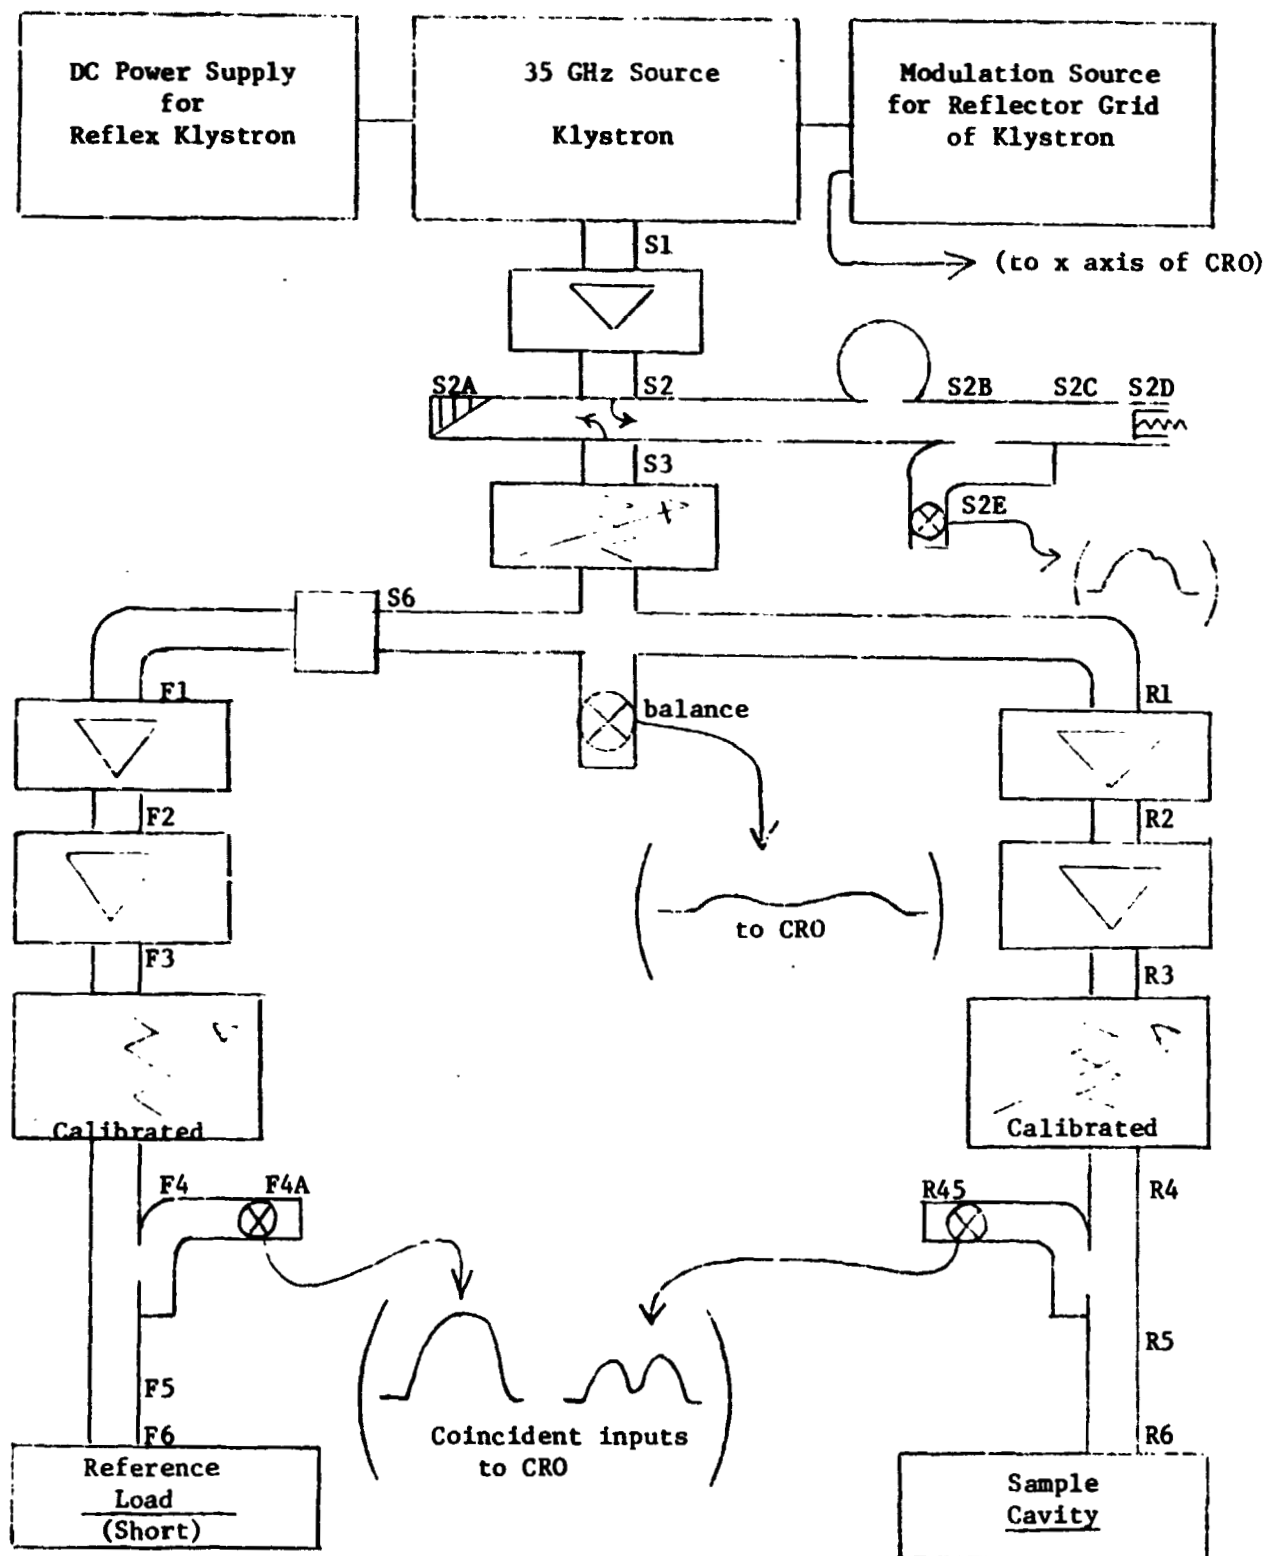 DC Power Supply
for
Reflex Klystron
35 GHz Source
Klystron
Modulation Source
for Reflector Grid
of Klystron
S1
(to x axis of CRO)
S2A
S2
S2B
S2C
S2D
S3
S2E
S6
F1
balance
R1
F2
R2
to CRO
F3
R3
Calibrated
Calibrated
F4
F4A
R45
R4
R5
F5
Coincident inputs
to CRO
F6
R6
Reference
Load
(Short)
Sample
Cavity